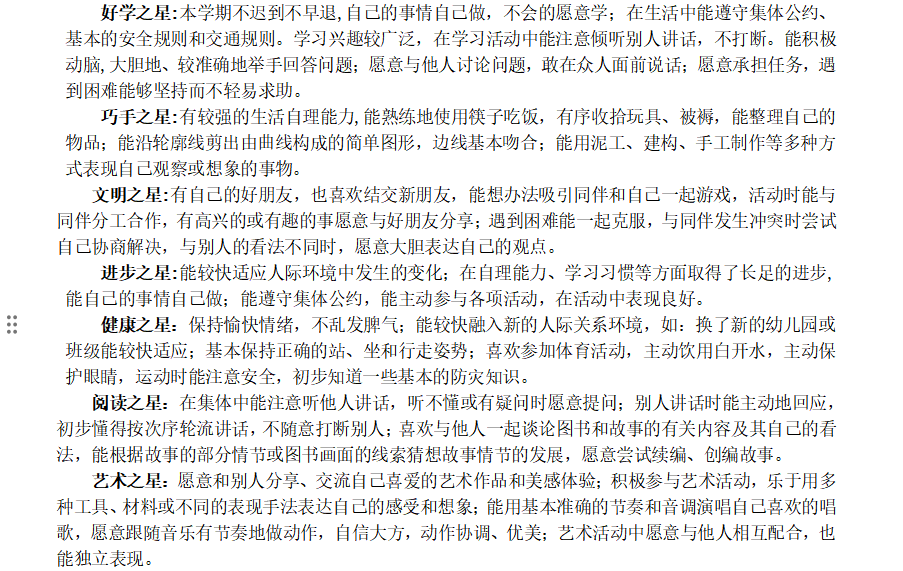 好学之星:本学期不迟到不早退,自己的事情自己做，不会的愿意学；在生活中能遵守集体公约、
基本的安全规则和交通规则。学习兴趣较广泛，在学习活动中能注意倾听别人讲话，不打断。能积极
动脑,大胆地、较准确地举手回答问题；愿意与他人讨论问题，敢在众人面前说话；愿意承担任务，遇
到困难能够坚持而不轻易求助。
巧手之星:有较强的生活自理能力,能熟练地使用筷子吃饭，有序收拾玩具、被褥，能整理自己的
物品；能沿轮廓线剪出由曲线构成的简单图形，边线基本吻合；能用泥工、建构、手工制作等多种方
式表现自己观察或想象的事物。
文明之星:有自己的好朋友，也喜欢结交新朋友，能想办法吸引同伴和自己一起游戏，活动时能与
同伴分工合作，有高兴的或有趣的事愿意与好朋友分享；遇到困难能一起克服，与同伴发生冲突时尝试
自己协商解决，与别人的看法不同时，愿意大胆表达自己的观点。
进步之星:能较快适应人际环境中发生的变化；在自理能力、学习习惯等方面取得了长足的进步,
能自己的事情自己做；能遵守集体公约，能主动参与各项活动，在活动中表现良好。
健康之星：保持愉快情绪，不乱发脾气；能较快融入新的人际关系环境，如：换了新的幼儿园或
班级能较快适应；基本保持正确的站、坐和行走姿势；喜欢参加体育活动，主动饮用白开水，主动保
护眼睛，运动时能注意安全，初步知道一些基本的防灾知识。
阅读之星：在集体中能注意听他人讲话，听不懂或有疑问时愿意提问；别人讲话时能主动地回应，
初步懂得按次序轮流讲话，不随意打断别人；喜欢与他人一起谈论图书和故事的有关内容及其自己的看
法，能根据故事的部分情节或图书画面的线索猜想故事情节的发展，愿意尝试续编、创编故事。
艺术之星：愿意和别人分享、交流自己喜爱的艺术作品和美感体验；积极参与艺术活动，乐于用多
种工具、材料或不同的表现手法表达自己的感受和想象；能用基本准确的节奏和音调演唱自己喜欢的唱
歌，愿意跟随音乐有节奏地做动作，自信大方，动作协调、优美；艺术活动中愿意与他人相互配合，也
能独立表现。